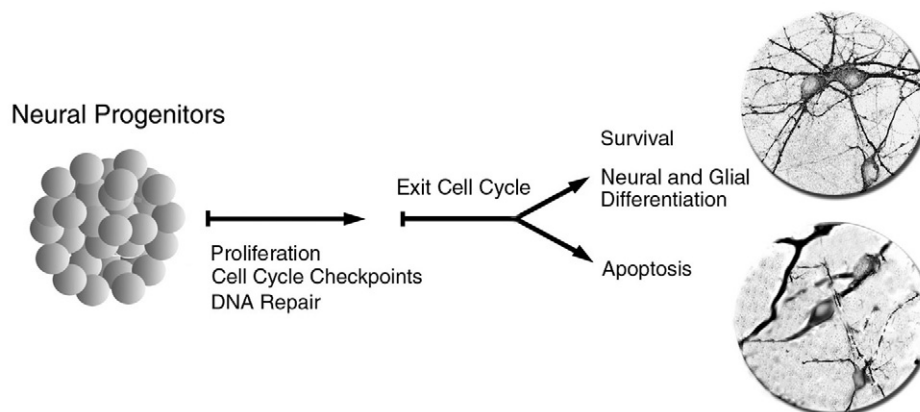 Neural Progenitors
Proliferation
Cell Cycle Checkpoints
DNA Repair
Exit Cell Cycle
Survival
Neural and Glial
Differentiation
Apoptosis